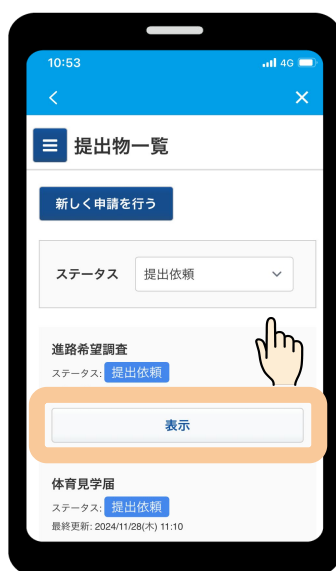 10:53
4G
提出物一覧
新しく申請を行う
ステータス 提出依頼
進路希望調査
ステータス: 提出依頼
表示
体育見学届
ステータス: 提出依頼
最終更新: 2024/11/28(木) 11:10